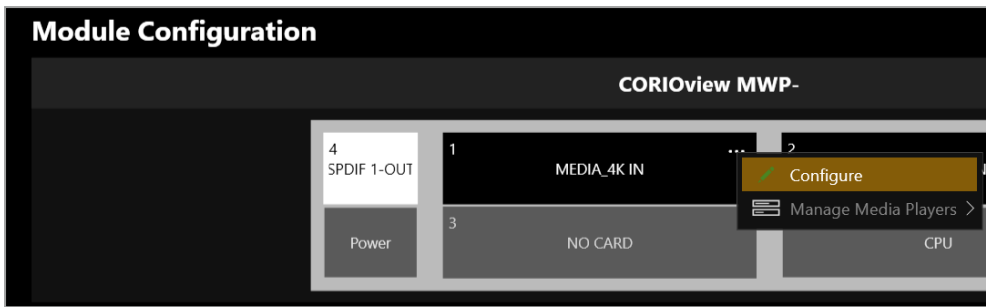 Module Configuration
CORIOview MWP-
4
SPDIF 1-OUT
1
...
MEDIA_4K IN
2
Configure
Manage Media Players >
Power
3
NO CARD
CPU